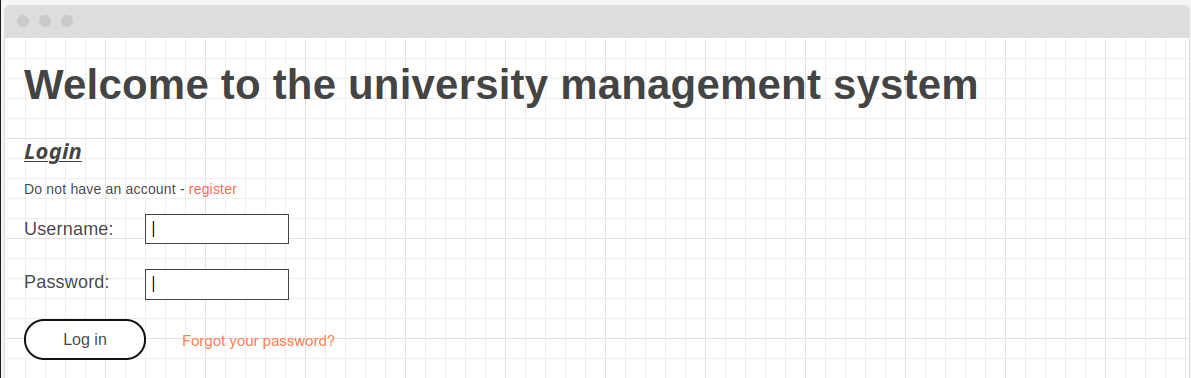 Welcome to the university management system
Login
Do not have an account - register
Username:
Password:
Log in Forgot your password?